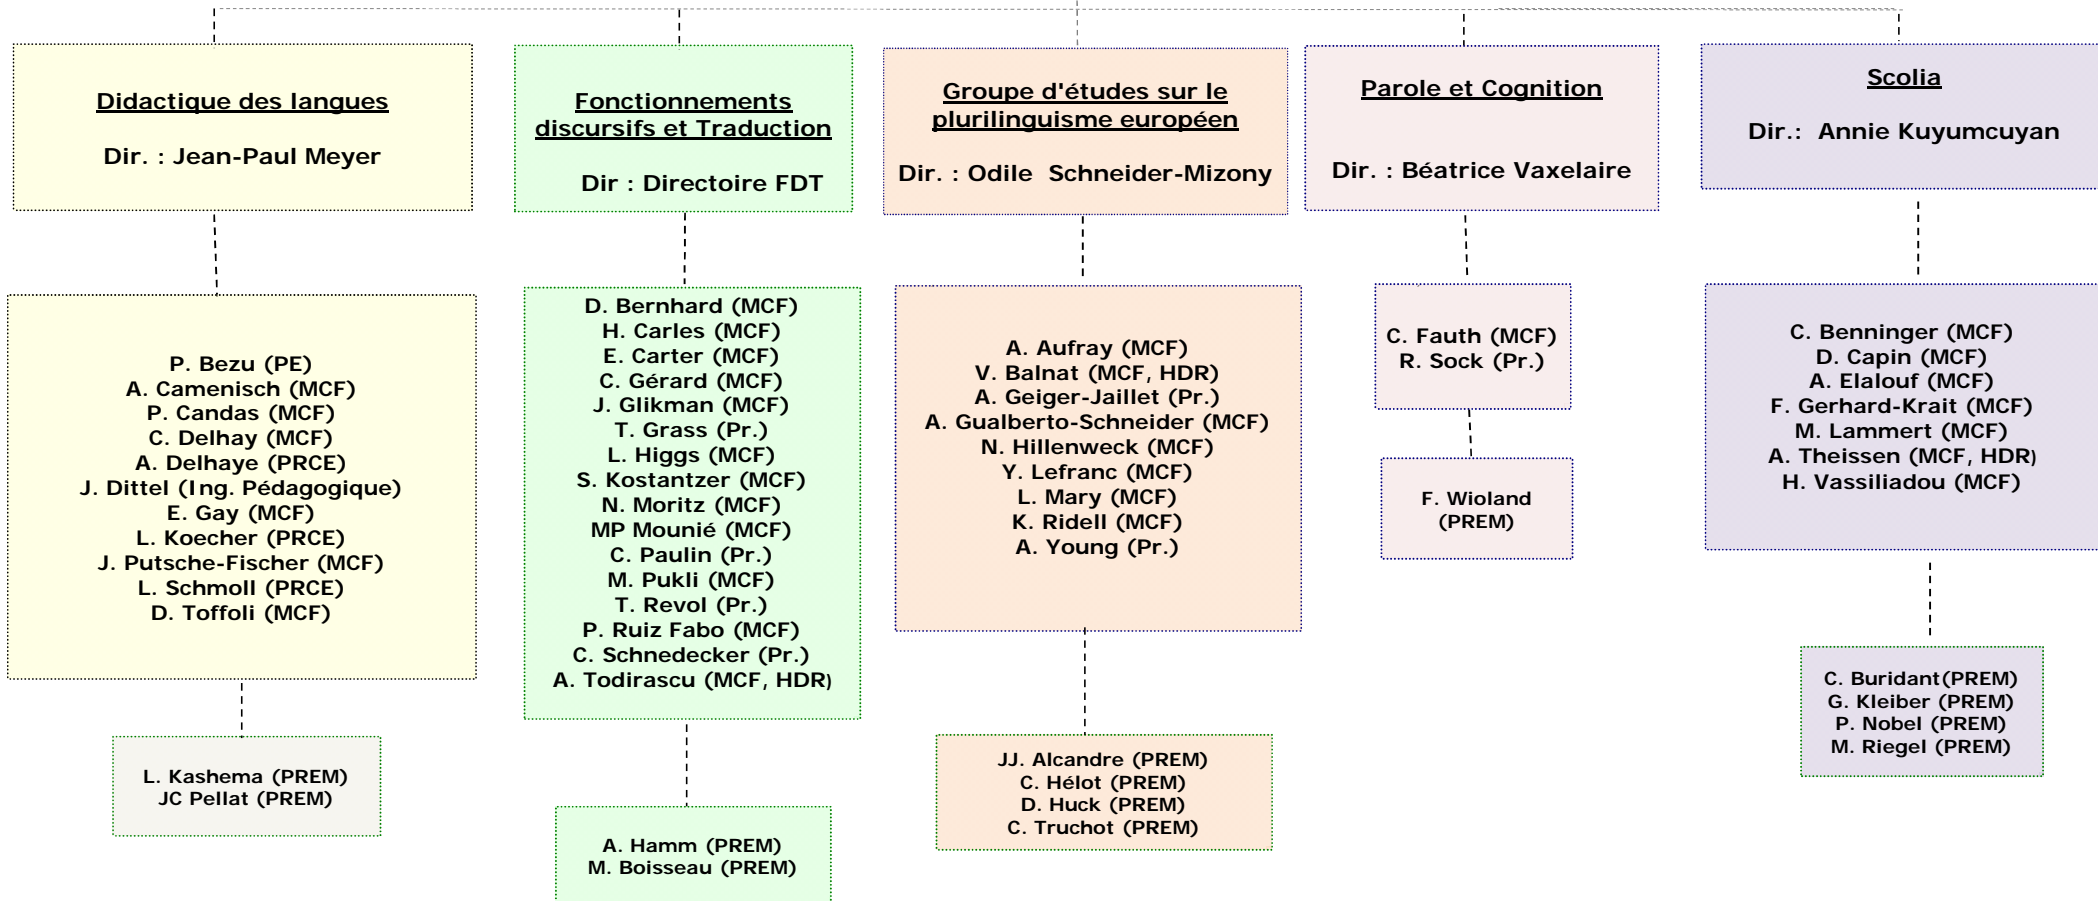 Didactique des langues
Dir. : Jean-Paul Meyer
P. Bezu (PE)
A. Camenisch (MCF)
P. Candas (MCF)
C. Delhay (MCF)
A. Delhaye (PRCE)
J. Dittel (Ing. Pédagogique)
E. Gay (MCF)
L. Koecher (PRCE)
J. Putsche-Fischer (MCF)
L. Schmoll (PRCE)
D. Toffoli (MCF)
L. Kashema (PREM)
JC Pellat (PREM)
Fonctionnements
discursifs et Traduction
Dir : Directoire FDT
D. Bernhard (MCF)
H. Carles (MCF)
E. Carter (MCF)
C. Gérard (MCF)
J. Glikman (MCF)
T. Grass (Pr.)
L. Higgs (MCF)
S. Kostantzer (MCF)
N. Moritz (MCF)
MP Mounié (MCF)
C. Paulin (Pr.)
M. Pukli (MCF)
T. Revol (Pr.)
P. Ruiz Fabo (MCF)
C. Schnedecker (Pr.)
A. Todirascu (MCF, HDR)
A. Hamm (PREM)
M. Boisseau (PREM)
Groupe d'études sur le
plurilinguisme européen
Dir. : Odile Schneider-Mizony
A. Aufray (MCF)
V. Balnat (MCF, HDR)
A. Geiger-Jaillet (Pr.)
A. Gualberto-Schneider (MCF)
N. Hillenweck (MCF)
Y. Lefranc (MCF)
L. Mary (MCF)
K. Ridell (MCF)
A. Young (Pr.)
JJ. Alcandre (PREM)
C. Hélot (PREM)
D. Huck (PREM)
C. Truchot (PREM)
Parole et Cognition
Dir. : Béatrice Vaxelaire
C. Fauth (MCF)
R. Sock (Pr.)
F. Wioland
(PREM)
Scolia
Dir.: Annie Kuyumcuyan
C. Benninger (MCF)
D. Capin (MCF)
A. Elalouf (MCF)
F. Gerhard-Krait (MCF)
M. Lammert (MCF)
A. Theissen (MCF, HDR)
H. Vassiliadou (MCF)
C. Buridant(PREM)
G. Kleiber (PREM)
P. Nobel (PREM)
M. Riegel (PREM)